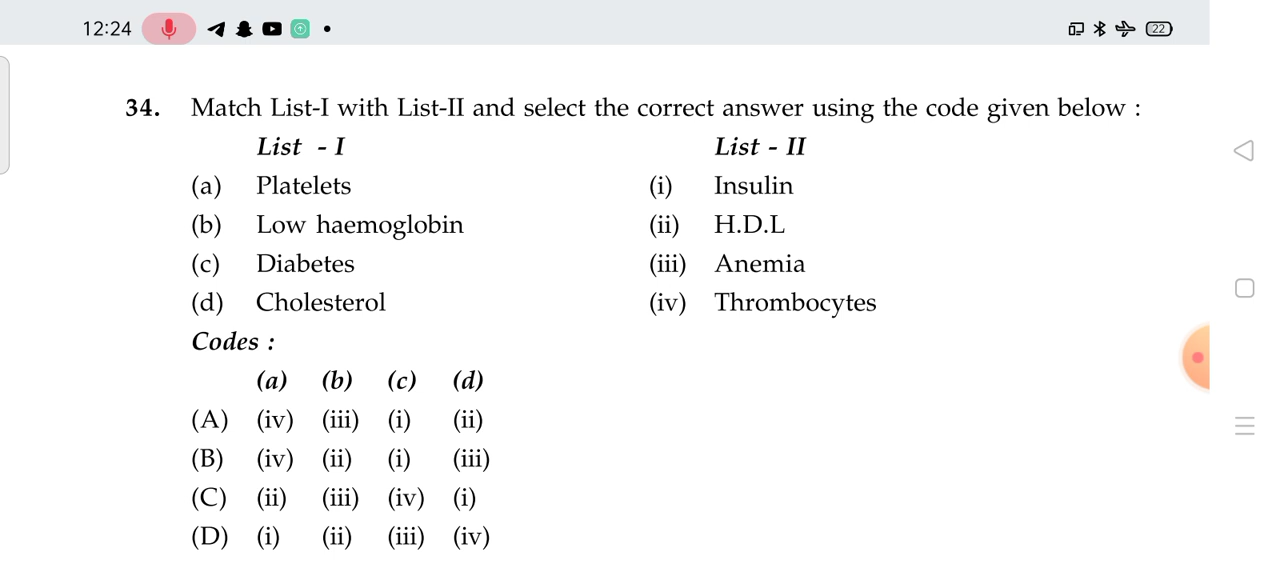 12:24 22
34. Match List-I with List-II and select the correct answer using the code given below :
List - I List - II
(a) Platelets (i) Insulin
(b) Low haemoglobin (ii) H.D.L
(c) Diabetes (iii) Anemia
(d) Cholesterol (iv) Thrombocytes
Codes :
(a) (b) (c) (d)
(A) (iv) (iii) (i) (ii)
(B) (iv) (ii) (i) (iii)
(C) (ii) (iii) (iv) (i)
(D) (i) (ii) (iii) (iv)